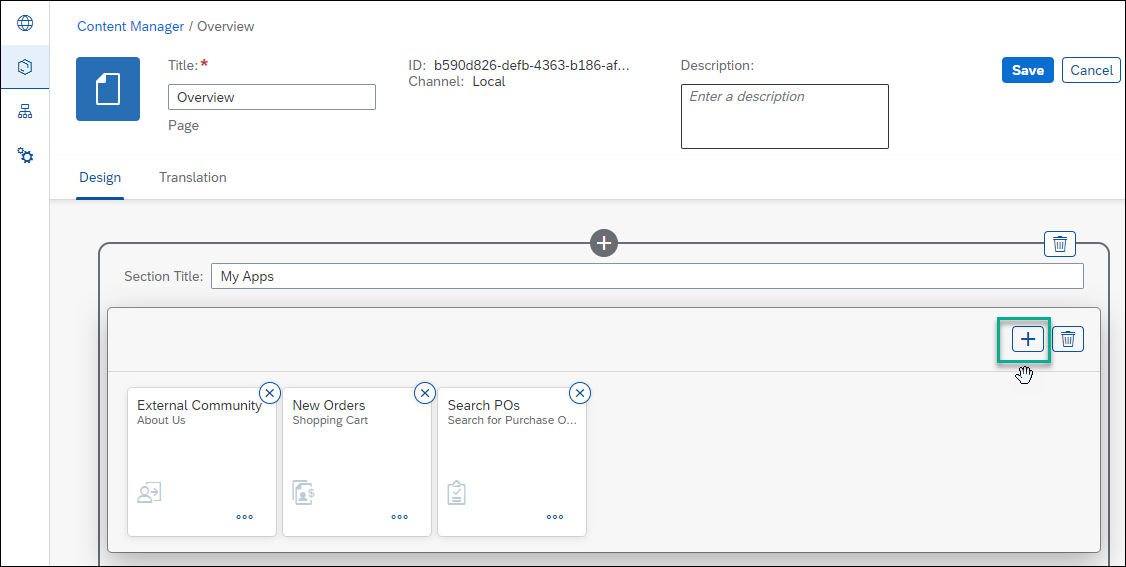 Content Manager / Overview
Title:*
Overview
Page
ID: b590d826-defb-4363-b186-af...
Channel: Local
Description:
Enter a description
Save
Cancel
Design
Translation
Section Title:
My Apps
External Community
About Us
New Orders
Shopping Cart
Search POs
Search for Purchase O...